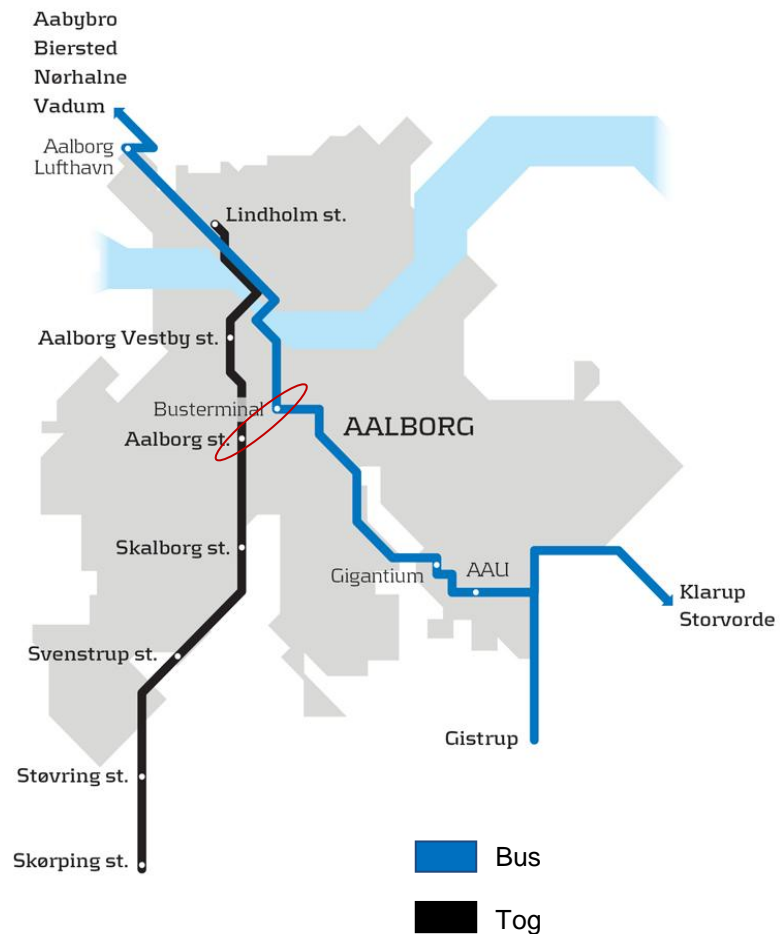 Aabybro
Biersted
Nørhalne
Vadum
Aalborg
Lufthavn
Lindholm st.
Aalborg Vestby st.
Busterminal
AALBORG
Aalborg st.
Skalborg st.
Gigantium
AAU
Klarup
Storvorde
Svenstrup st.
Gistrup
Støvring st.
Skørping st.
Bus
Tog